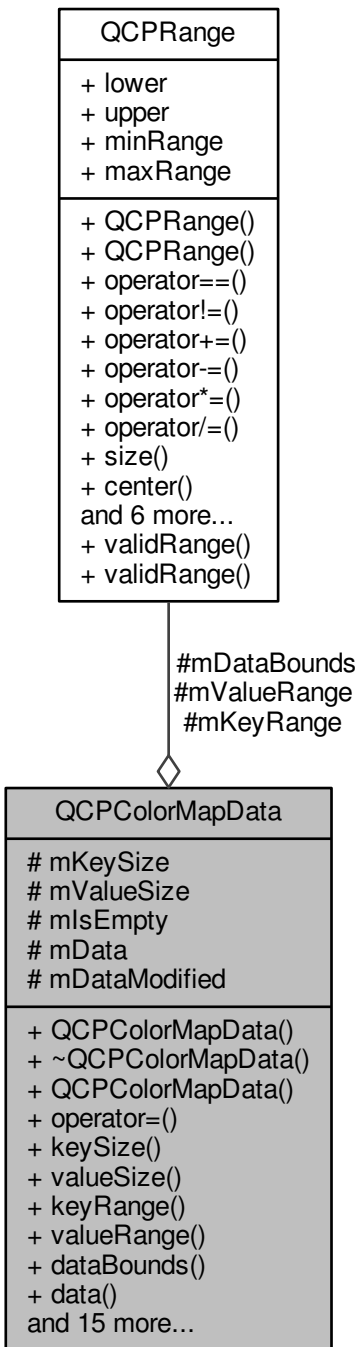 QCPRange
+ lower
+ upper
+ minRange
+ maxRange
+ QCPRange()
+ QCPRange()
+ operator==()
+ operator!=()
+ operator+=()
+ operator-=()
+ operator*=()
+ operator/=()
+ size()
+ center()
and 6 more...
+ validRange()
+ validRange()
#mDataBounds
#mValueRange
#mKeyRange
QCPColorMapData
# mKeySize
# mValueSize
# mIsEmpty
# mData
# mDataModified
+ QCPColorMapData()
+ ~QCPColorMapData()
+ QCPColorMapData()
+ operator=()
+ keySize()
+ valueSize()
+ keyRange()
+ valueRange()
+ dataBounds()
+ data()
and 15 more...